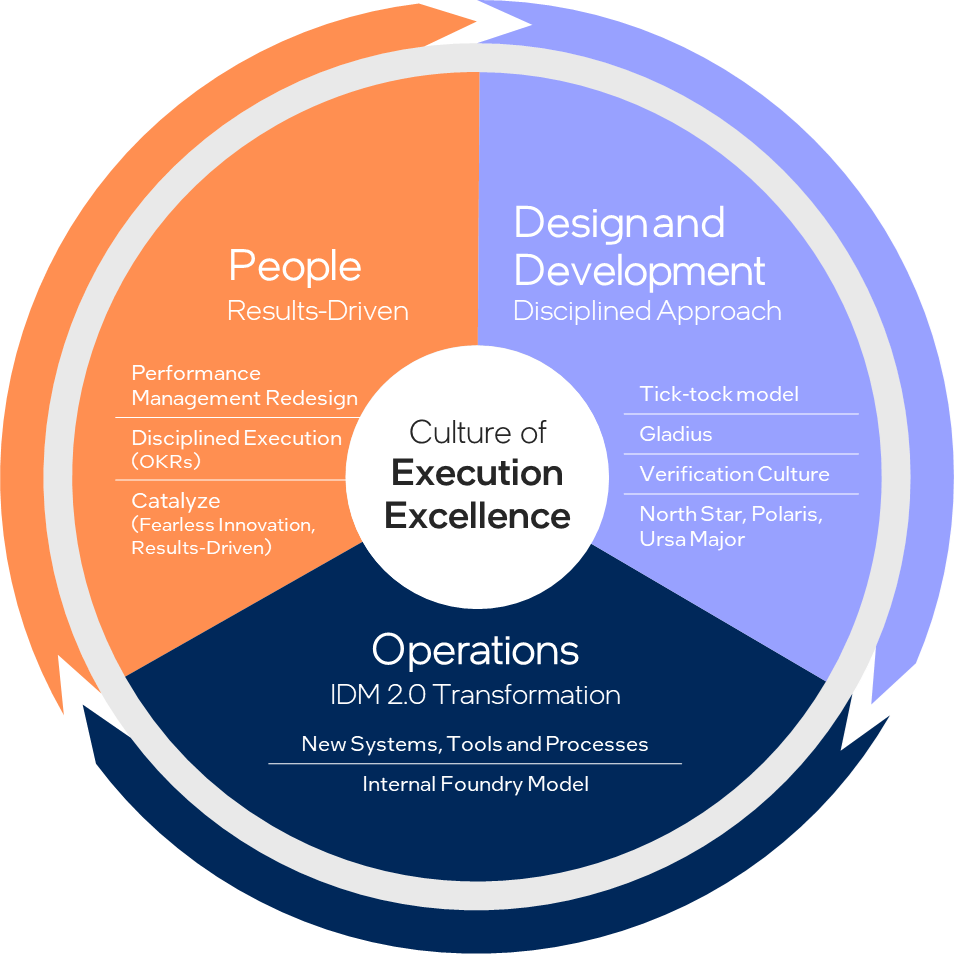 People
Results-Driven
Performance
Management Redesign
Disciplined Execution
(OKRs)
Catalyze
(Fearless Innovation,
Results-Driven)
Design and
Development
Disciplined Approach
Tick-tock model
Gladius
Verification Culture
North Star, Polaris,
Ursa Major
Culture of
Execution
Excellence
Operations
IDM 2.0 Transformation
New Systems, Tools and Processes
Internal Foundry Model